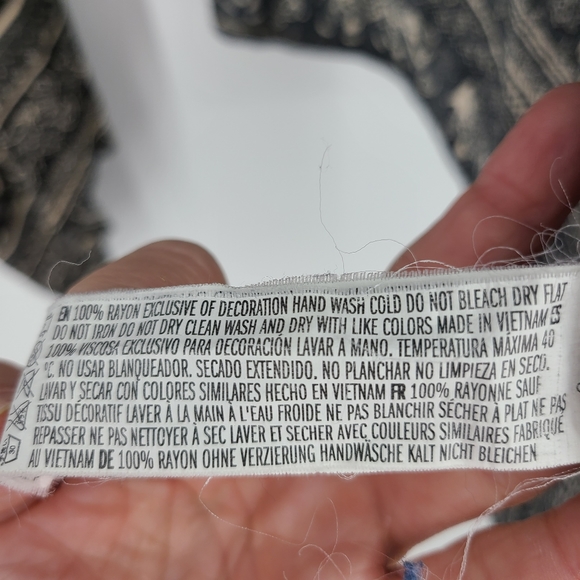 EN 100% RAYON EXCLUSIVE OF DECORATION HAND WASH COLD DO NOT BLEACH DRY FLAT
DO NOT IRON DO NOT DRY CLEAN WASH AND DRY WITH LIKE COLORS MADE IN VIETNAM ES
100% VISCOSA EXCLUSIVO PARA DECORACIÓN LAVAR A MANO. TEMPERATURA MÁXIMA 40
°C. NO USAR BLANQUEADOR. SECADO EXTENDIDO. NO PLANCHAR NO LIMPIEZA EN SECO.
LAVAR Y SECAR CON COLORES SIMILARES HECHO EN VIETNAM FR 100% RAYONNE SAUF
TISSU DÉCORATIF LAVER À LA MAIN À L'EAU FROIDE NE PAS BLANCHIR SÉCHER À PLAT NE PAS
REPASSER NE PAS NETTOYER À SEC LAVER ET SÉCHER AVEC COULEURS SIMILAIRES FABRIQUÉ
AU VIETNAM DE 100% RAYON OHNE VERZIERUNG HANDWÄSCHE KALT NICHT BLEICHEN